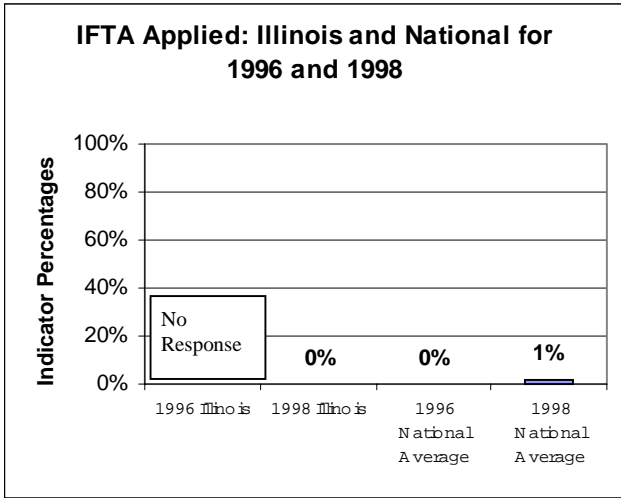 IFTA Applied: Illinois and National for
1996 and 1998
Indicator Percentages
100%
80%
60%
40%
20%
0%
No
Response
0%
0%
1%
1996 Illinois
1998 Illinois
1996
National
Average
1998
National
Average